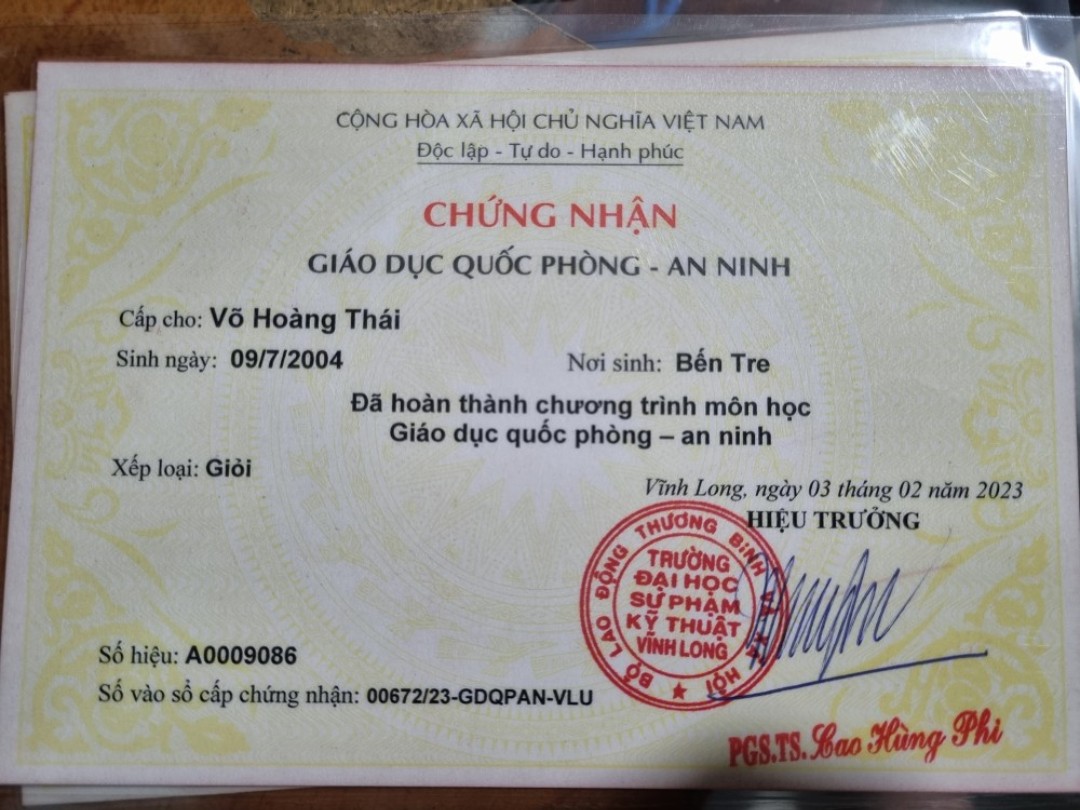 CỘNG HÒA XÃ HỘI CHỦ NGHĨA VIỆT NAM
Độc lập - Tự do - Hạnh phúc
CHỨNG NHẬN
GIÁO DỤC QUỐC PHÒNG - AN NINH
Cấp cho: Võ Hoàng Thái
Sinh ngày: 09/7/2004 Nơi sinh: Bến Tre
Đã hoàn thành chương trình môn học
Giáo dục quốc phòng – an ninh
Xếp loại: Giỏi
Vĩnh Long, ngày 03 tháng 02 năm 2023
HIỆU TRƯỞNG
BỘ LAO ĐỘNG THƯƠNG BINH VÀ XÃ HỘI
TRƯỜNG
ĐẠI HỌC
SƯ PHẠM
KỸ THUẬT
VĨNH LONG
Số hiệu: A0009086
Số vào sổ cấp chứng nhận: 00672/23-GDQPAN-VLU
PGS.TS. Cao Hùng Phi